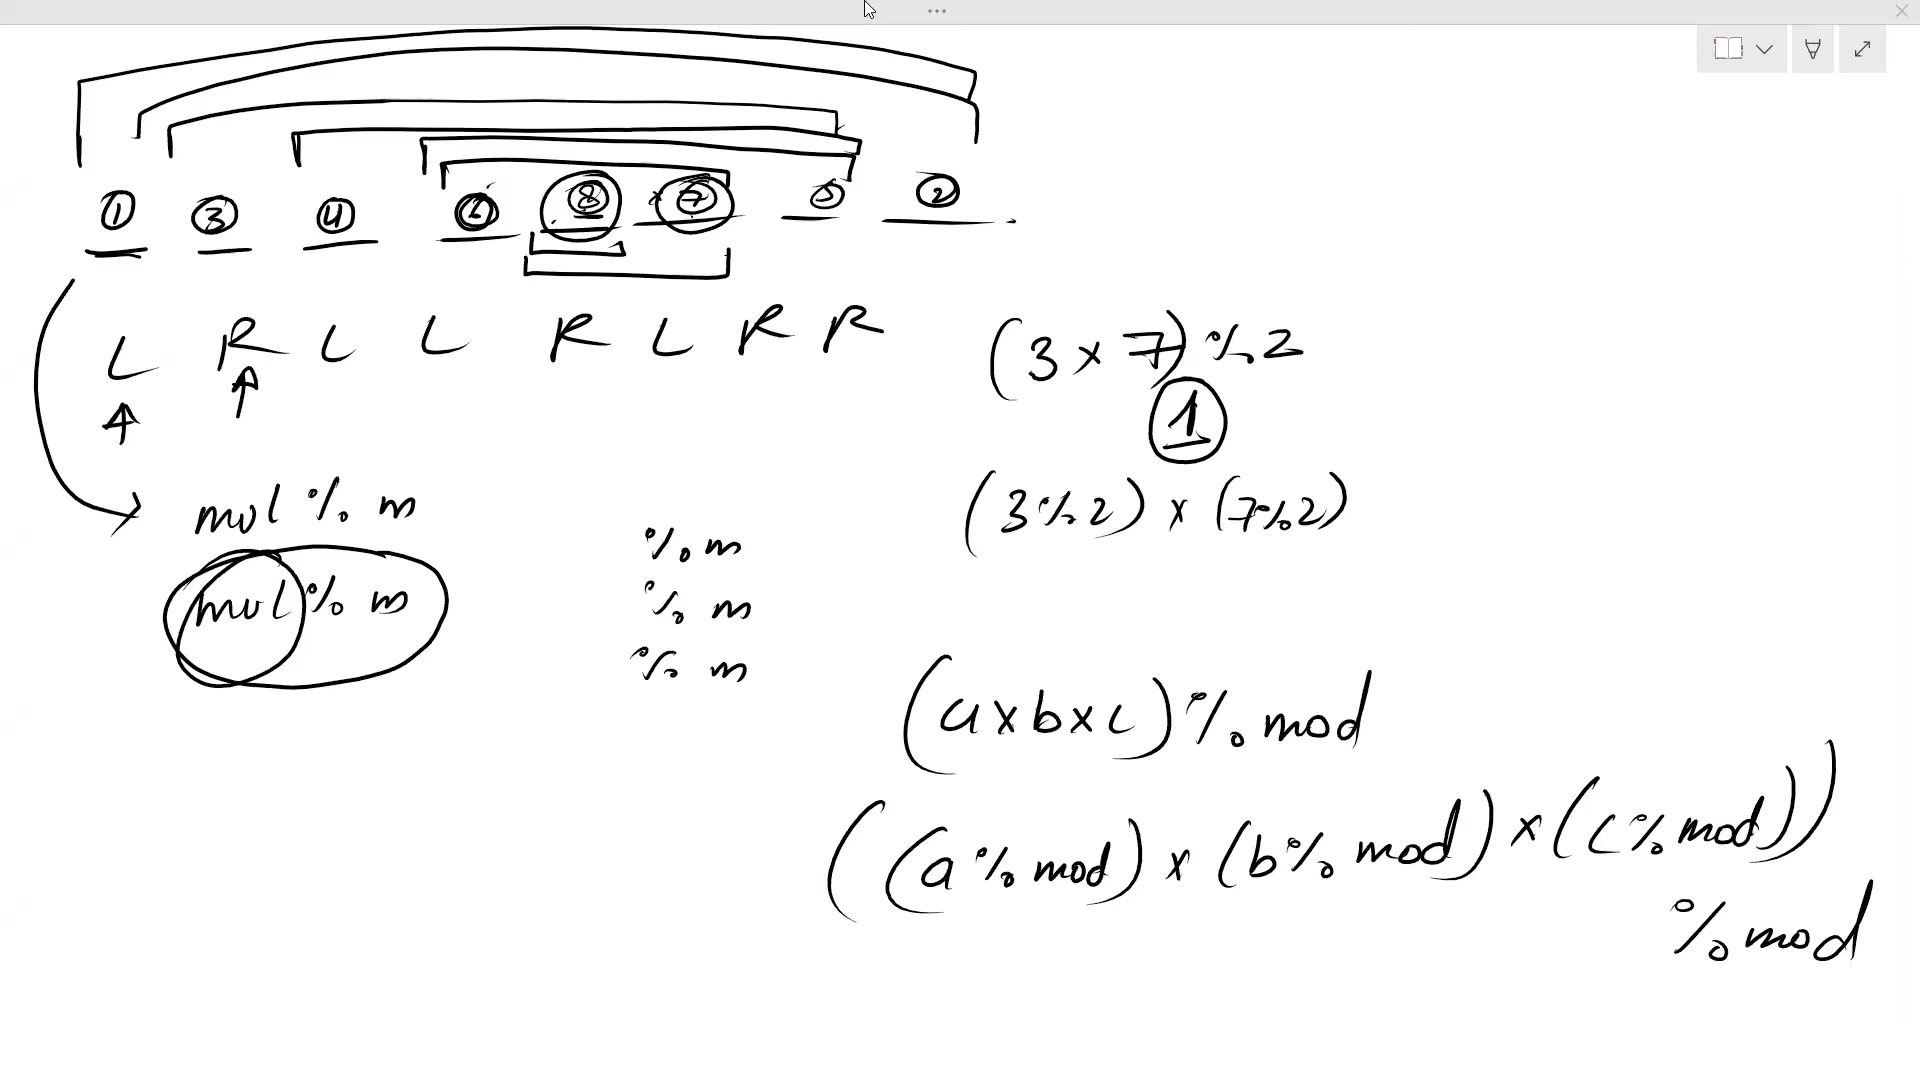 1 3 4 6 8 7 5 2
L R L L R L R R
mul % m
mul % m
% m
% m
% m
(3 x 7) % 2
1
(3 % 2) x (7 % 2)
(a x b x c) % mod
((a % mod) x (b % mod) x (c % mod))
% mod